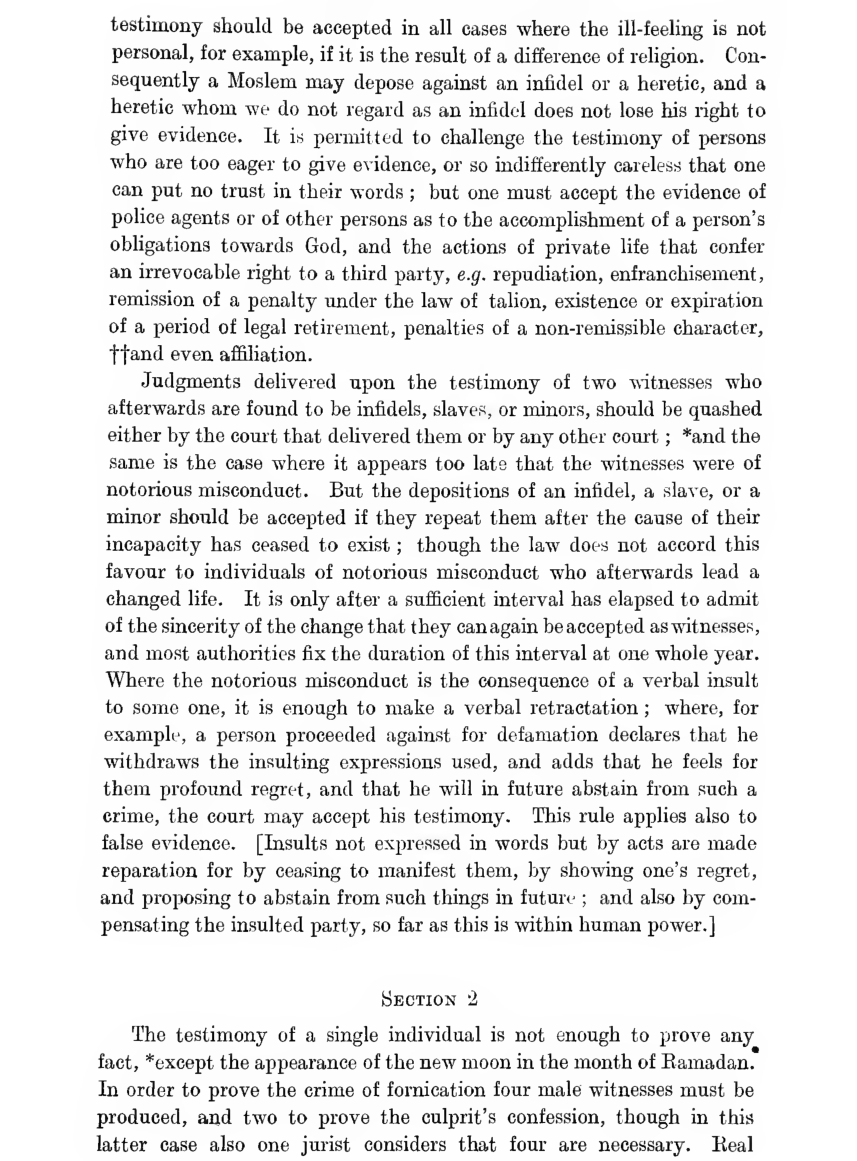 testimony should be accepted in all cases where the ill-feeling is not
personal, for example, if it is the result of a difference of religion. Con-
sequently a Moslem may depose against an infidel or a heretic, and a
heretic whom we do not regard as an infidel does not lose his right to
give evidence. It is permitted to challenge the testimony of persons
who are too eager to give evidence, or so indifferently careless that one
can put no trust in their words ; but one must accept the evidence of
police agents or of other persons as to the accomplishment of a person's
obligations towards God, and the actions of private life that confer
an irrevocable right to a third party, e.g. repudiation, enfranchisement,
remission of a penalty under the law of talion, existence or expiration
of a period of legal retirement, penalties of a non-remissible character,
††and even affiliation.
Judgments delivered upon the testimony of two witnesses who
afterwards are found to be infidels, slaves, or minors, should be quashed
either by the court that delivered them or by any other court ; *and the
same is the case where it appears too late that the witnesses were of
notorious misconduct. But the depositions of an infidel, a slave, or a
minor should be accepted if they repeat them after the cause of their
incapacity has ceased to exist ; though the law does not accord this
favour to individuals of notorious misconduct who afterwards lead a
changed life. It is only after a sufficient interval has elapsed to admit
of the sincerity of the change that they can again be accepted as witnesses,
and most authorities fix the duration of this interval at one whole year.
Where the notorious misconduct is the consequence of a verbal insult
to some one, it is enough to make a verbal retractation ; where, for
example, a person proceeded against for defamation declares that he
withdraws the insulting expressions used, and adds that he feels for
them profound regret, and that he will in future abstain from such a
crime, the court may accept his testimony. This rule applies also to
false evidence. [Insults not expressed in words but by acts are made
reparation for by ceasing to manifest them, by showing one's regret,
and proposing to abstain from such things in future ; and also by com-
pensating the insulted party, so far as this is within human power.]
SECTION 2
The testimony of a single individual is not enough to prove any
fact, *except the appearance of the new moon in the month of Ramadan.
In order to prove the crime of fornication four male witnesses must be
produced, and two to prove the culprit's confession, though in this
latter case also one jurist considers that four are necessary. Real